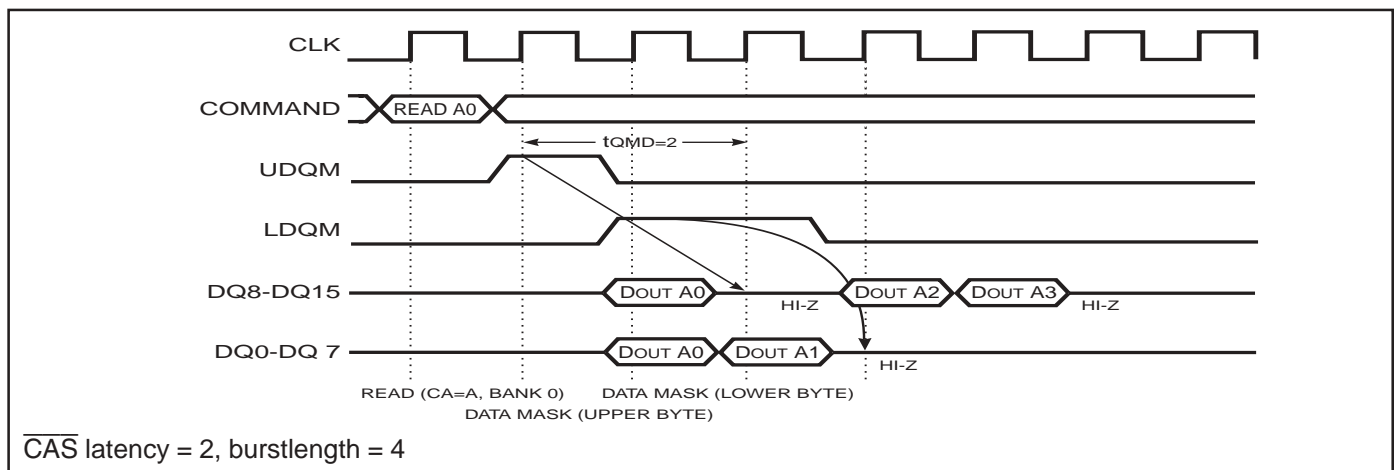 CLK
COMMAND READ A0
tQMD=2
UDQM
LDQM
DQ8-DQ15 DOUT A0 HI-Z DOUT A2 DOUT A3 HI-Z
DQ0-DQ 7 DOUT A0 DOUT A1 HI-Z
READ (CA=A, BANK 0) DATA MASK (LOWER BYTE)
DATA MASK (UPPER BYTE)
CAS latency = 2, burstlength = 4